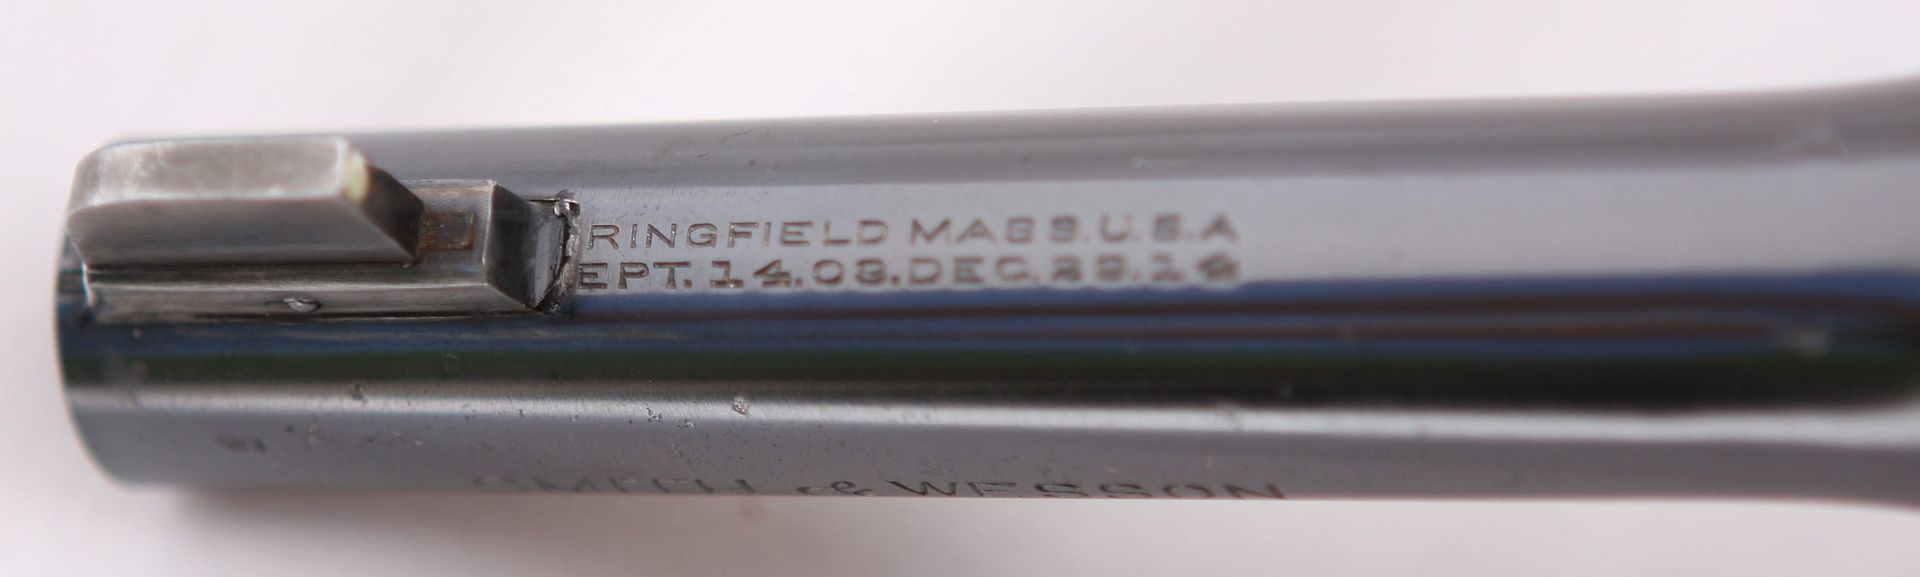 RINGFIELD MASS.U.S.A
EPT.14.09.DEC.29.14
SMITH & WESSON